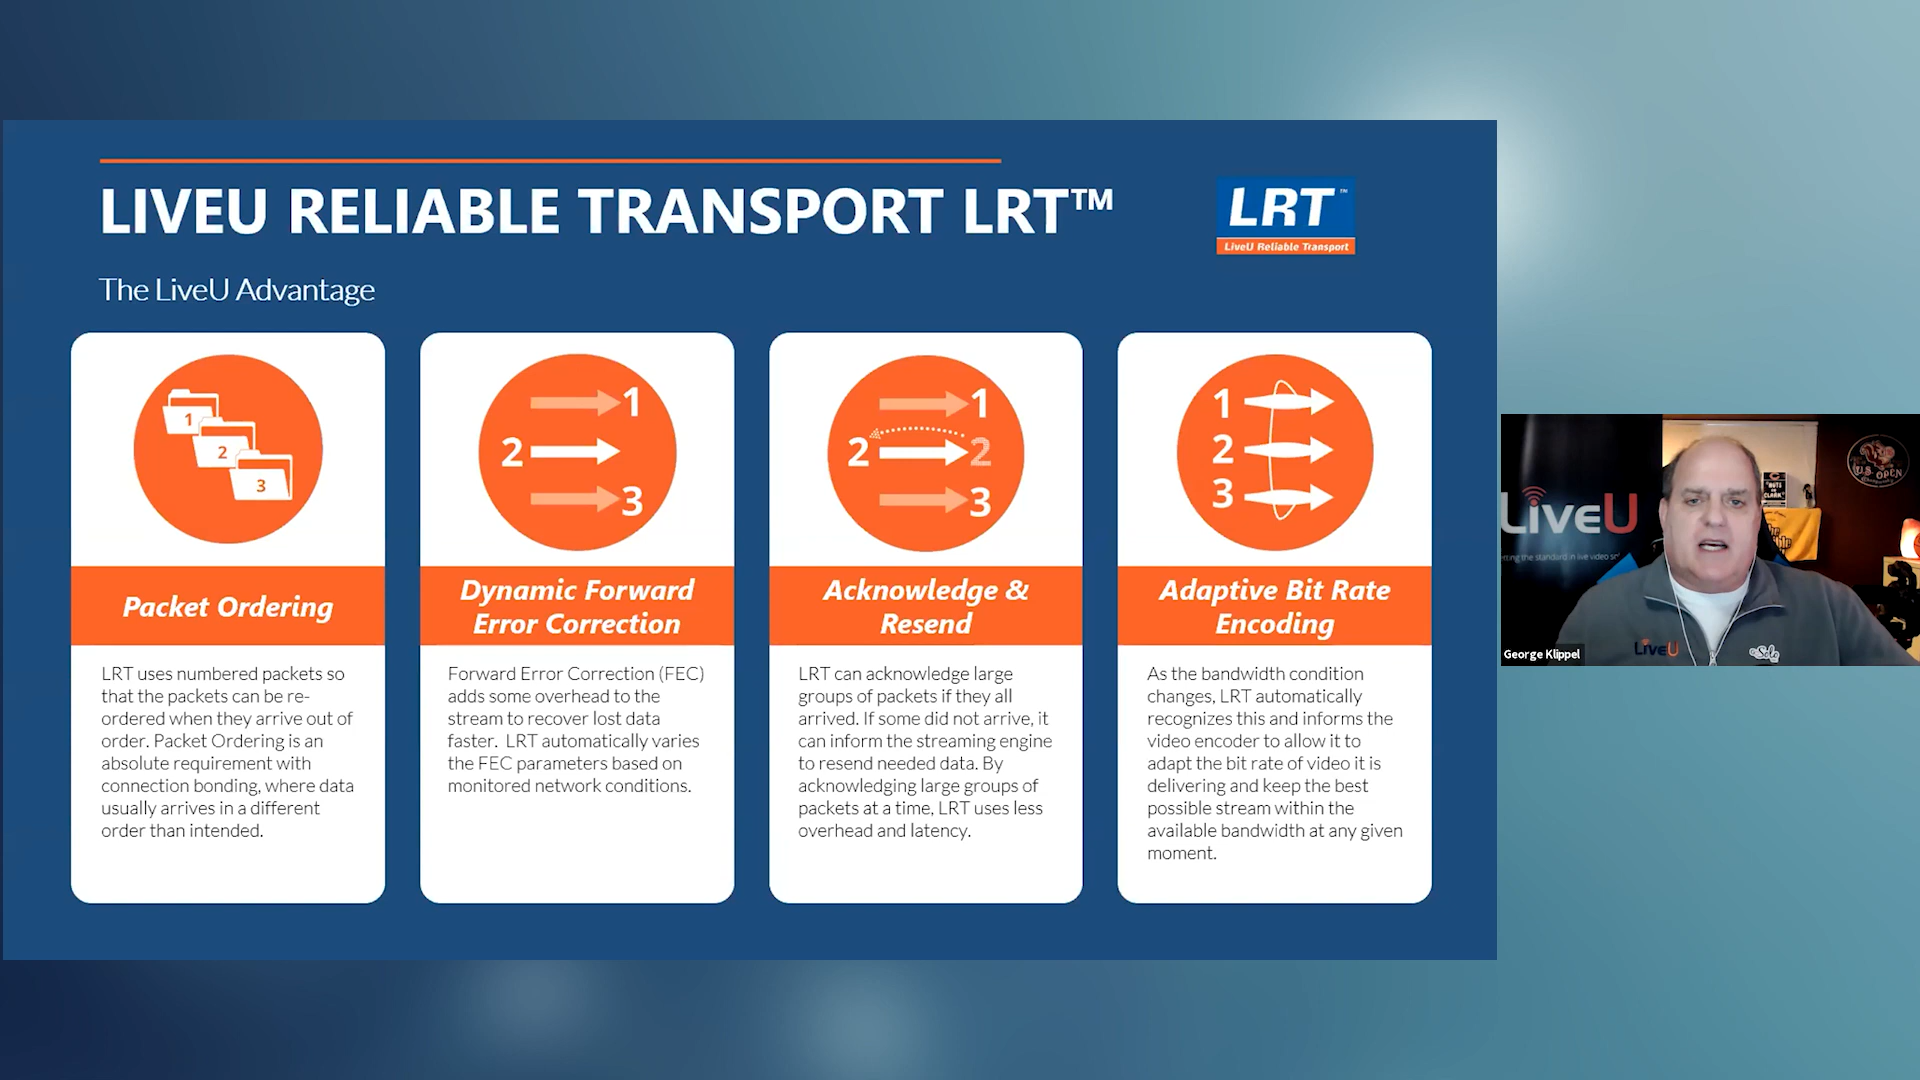 LIVEU RELIABLE TRANSPORT LRT™
LRT™
LiveU Reliable Transport
The LiveU Advantage
1
2
3
Packet Ordering
LRT uses numbered packets so
that the packets can be re-
ordered when they arrive out of
order. Packet Ordering is an
absolute requirement with
connection bonding, where data
usually arrives in a different
order than intended.
1
2
3
Dynamic Forward
Error Correction
Forward Error Correction (FEC)
adds some overhead to the
stream to recover lost data
faster. LRT automatically varies
the FEC parameters based on
monitored network conditions.
1
2 2
3
Acknowledge &
Resend
LRT can acknowledge large
groups of packets if they all
arrived. If some did not arrive, it
can inform the streaming engine
to resend needed data. By
acknowledging large groups of
packets at a time, LRT uses less
overhead and latency.
1
2
3
Adaptive Bit Rate
Encoding
As the bandwidth condition
changes, LRT automatically
recognizes this and informs the
video encoder to allow it to
adapt the bit rate of video it is
delivering and keep the best
possible stream within the
available bandwidth at any given
moment.
LiveU
the standard in live video
U.S. OPEN
LiveU
Solo
George Klippel